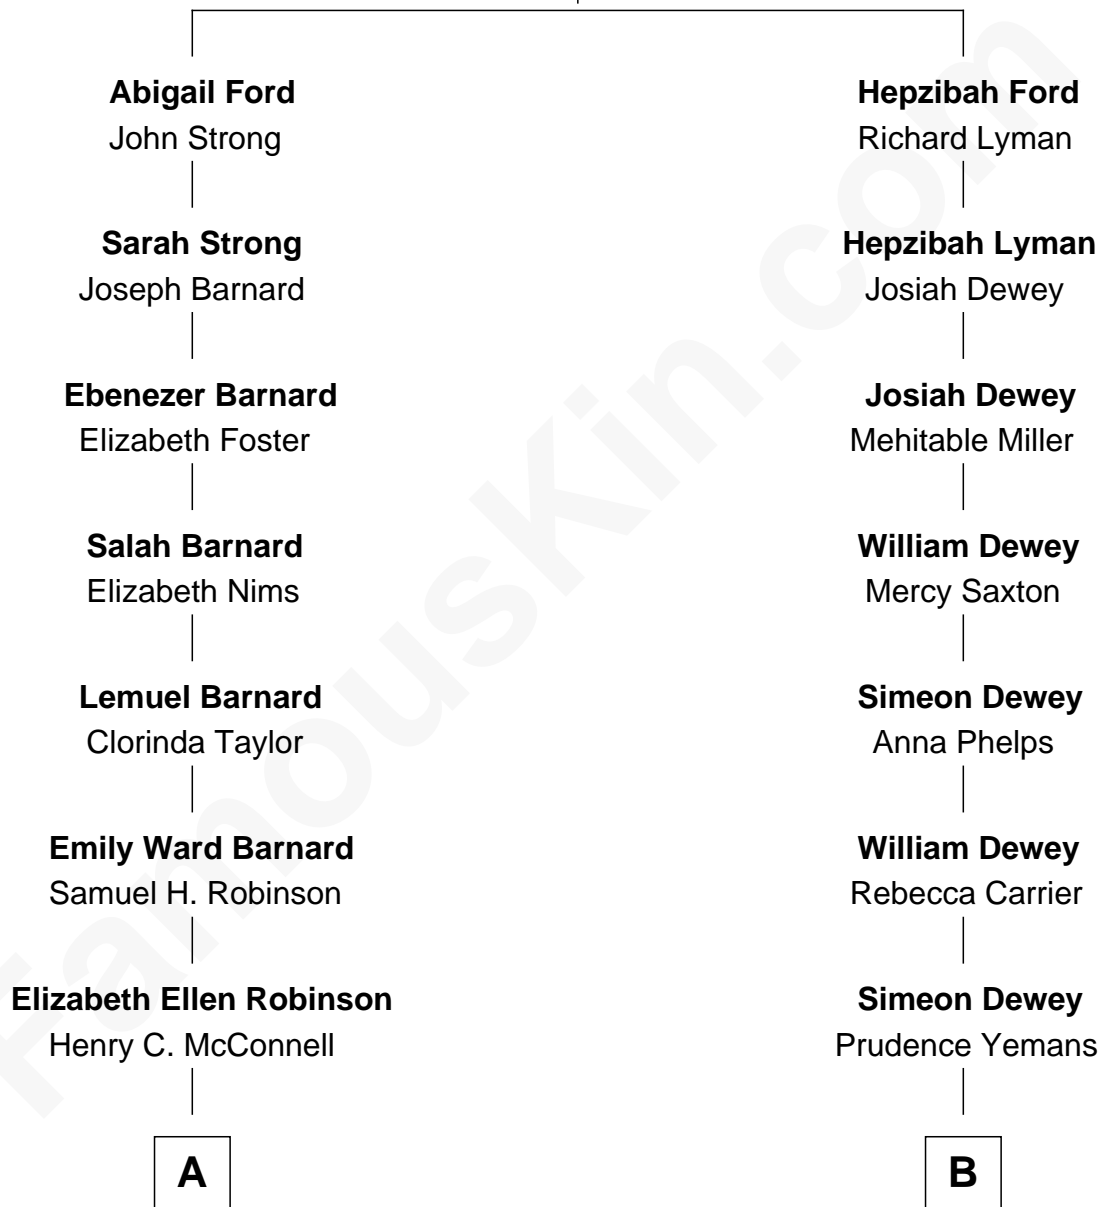 Abigail Ford
John Strong
Sarah Strong
Joseph Barnard
Ebenezer Barnard
Elizabeth Foster
Salah Barnard
Elizabeth Nims
Lemuel Barnard
Clorinda Taylor
Emily Ward Barnard
Samuel H. Robinson
Elizabeth Ellen Robinson
Henry C. McConnell
A
Hepzibah Ford
Richard Lyman
Hepzibah Lyman
Josiah Dewey
Josiah Dewey
Mehitable Miller
William Dewey
Mercy Saxton
Simeon Dewey
Anna Phelps
William Dewey
Rebecca Carrier
Simeon Dewey
Prudence Yemans
B
FamousKin.com